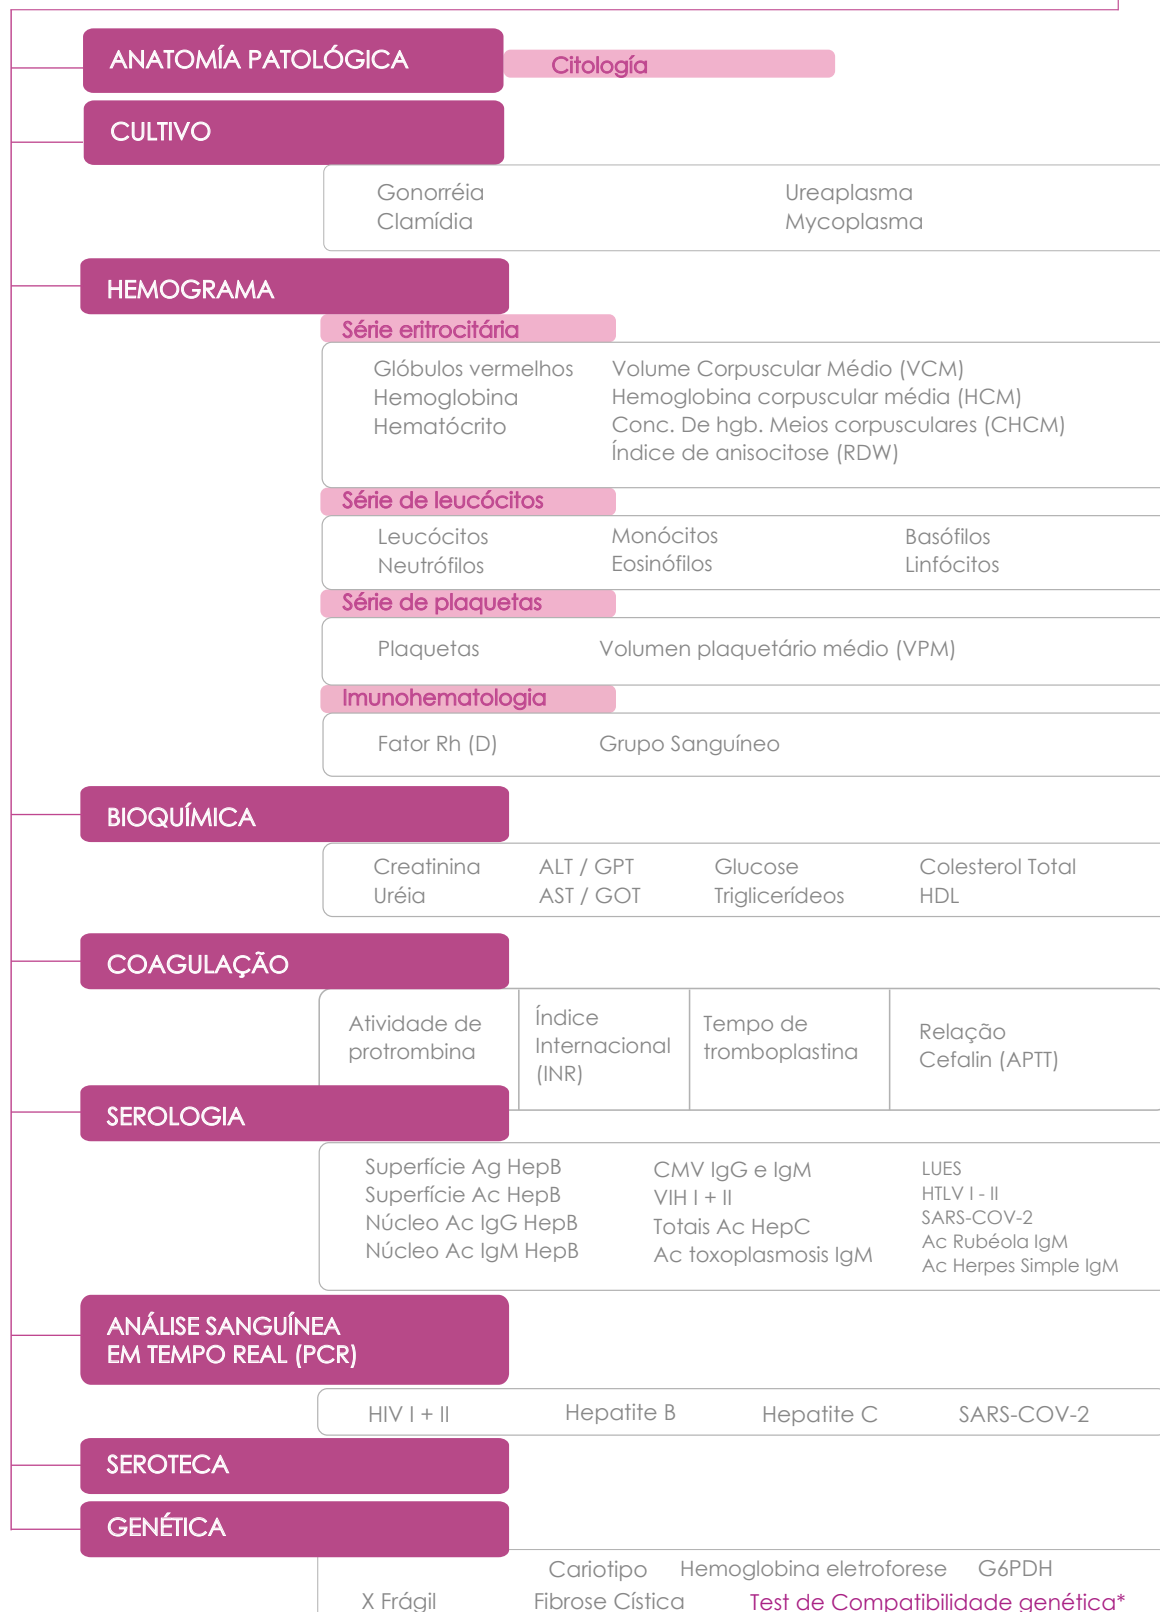 ANATOMÍA PATOLÓGICA
Citología
CULTIVO
Gonorréia Ureaplasma
Clamídia Mycoplasma
HEMOGRAMA
Série eritrocitária
Glóbulos vermelhos Volume Corpuscular Médio (VCM)
Hemoglobina Hemoglobina corpuscular média (HCM)
Hematócrito Conc. De hgb. Meios corpusculares (CHCM)
Índice de anisocitose (RDW)
Série de leucócitos
Leucócitos Monócitos Basófilos
Neutrófilos Eosinófilos Linfócitos
Série de plaquetas
Plaquetas Volumen plaquetário médio (VPM)
Imunohematologia
Fator Rh (D) Grupo Sanguíneo
BIOQUÍMICA
Creatinina ALT / GPT Glucose Colesterol Total
Uréia AST / GOT Triglicerídeos HDL
COAGULAÇÃO
Atividade de
protrombina
Índice
Internacional
(INR)
Tempo de
tromboplastina
Relação
Cefalin (APTT)
SEROLOGIA
Superfície Ag HepB
Superfície Ac HepB
Núcleo Ac IgG HepB
Núcleo Ac IgM HepB
CMV IgG e IgM
VIH I + II
Totais Ac HepC
Ac toxoplasmosis IgM
LUES
HTLV I - II
SARS-COV-2
Ac Rubéola IgM
Ac Herpes Simple IgM
ANÁLISE SANGUÍNEA
EM TEMPO REAL (PCR)
HIV I + II Hepatite B Hepatite C SARS-COV-2
SEROTECA
GENÉTICA
Cariotipo Hemoglobina eletroforese G6PDH
X Frágil Fibrose Cística Test de Compatibilidade genética*